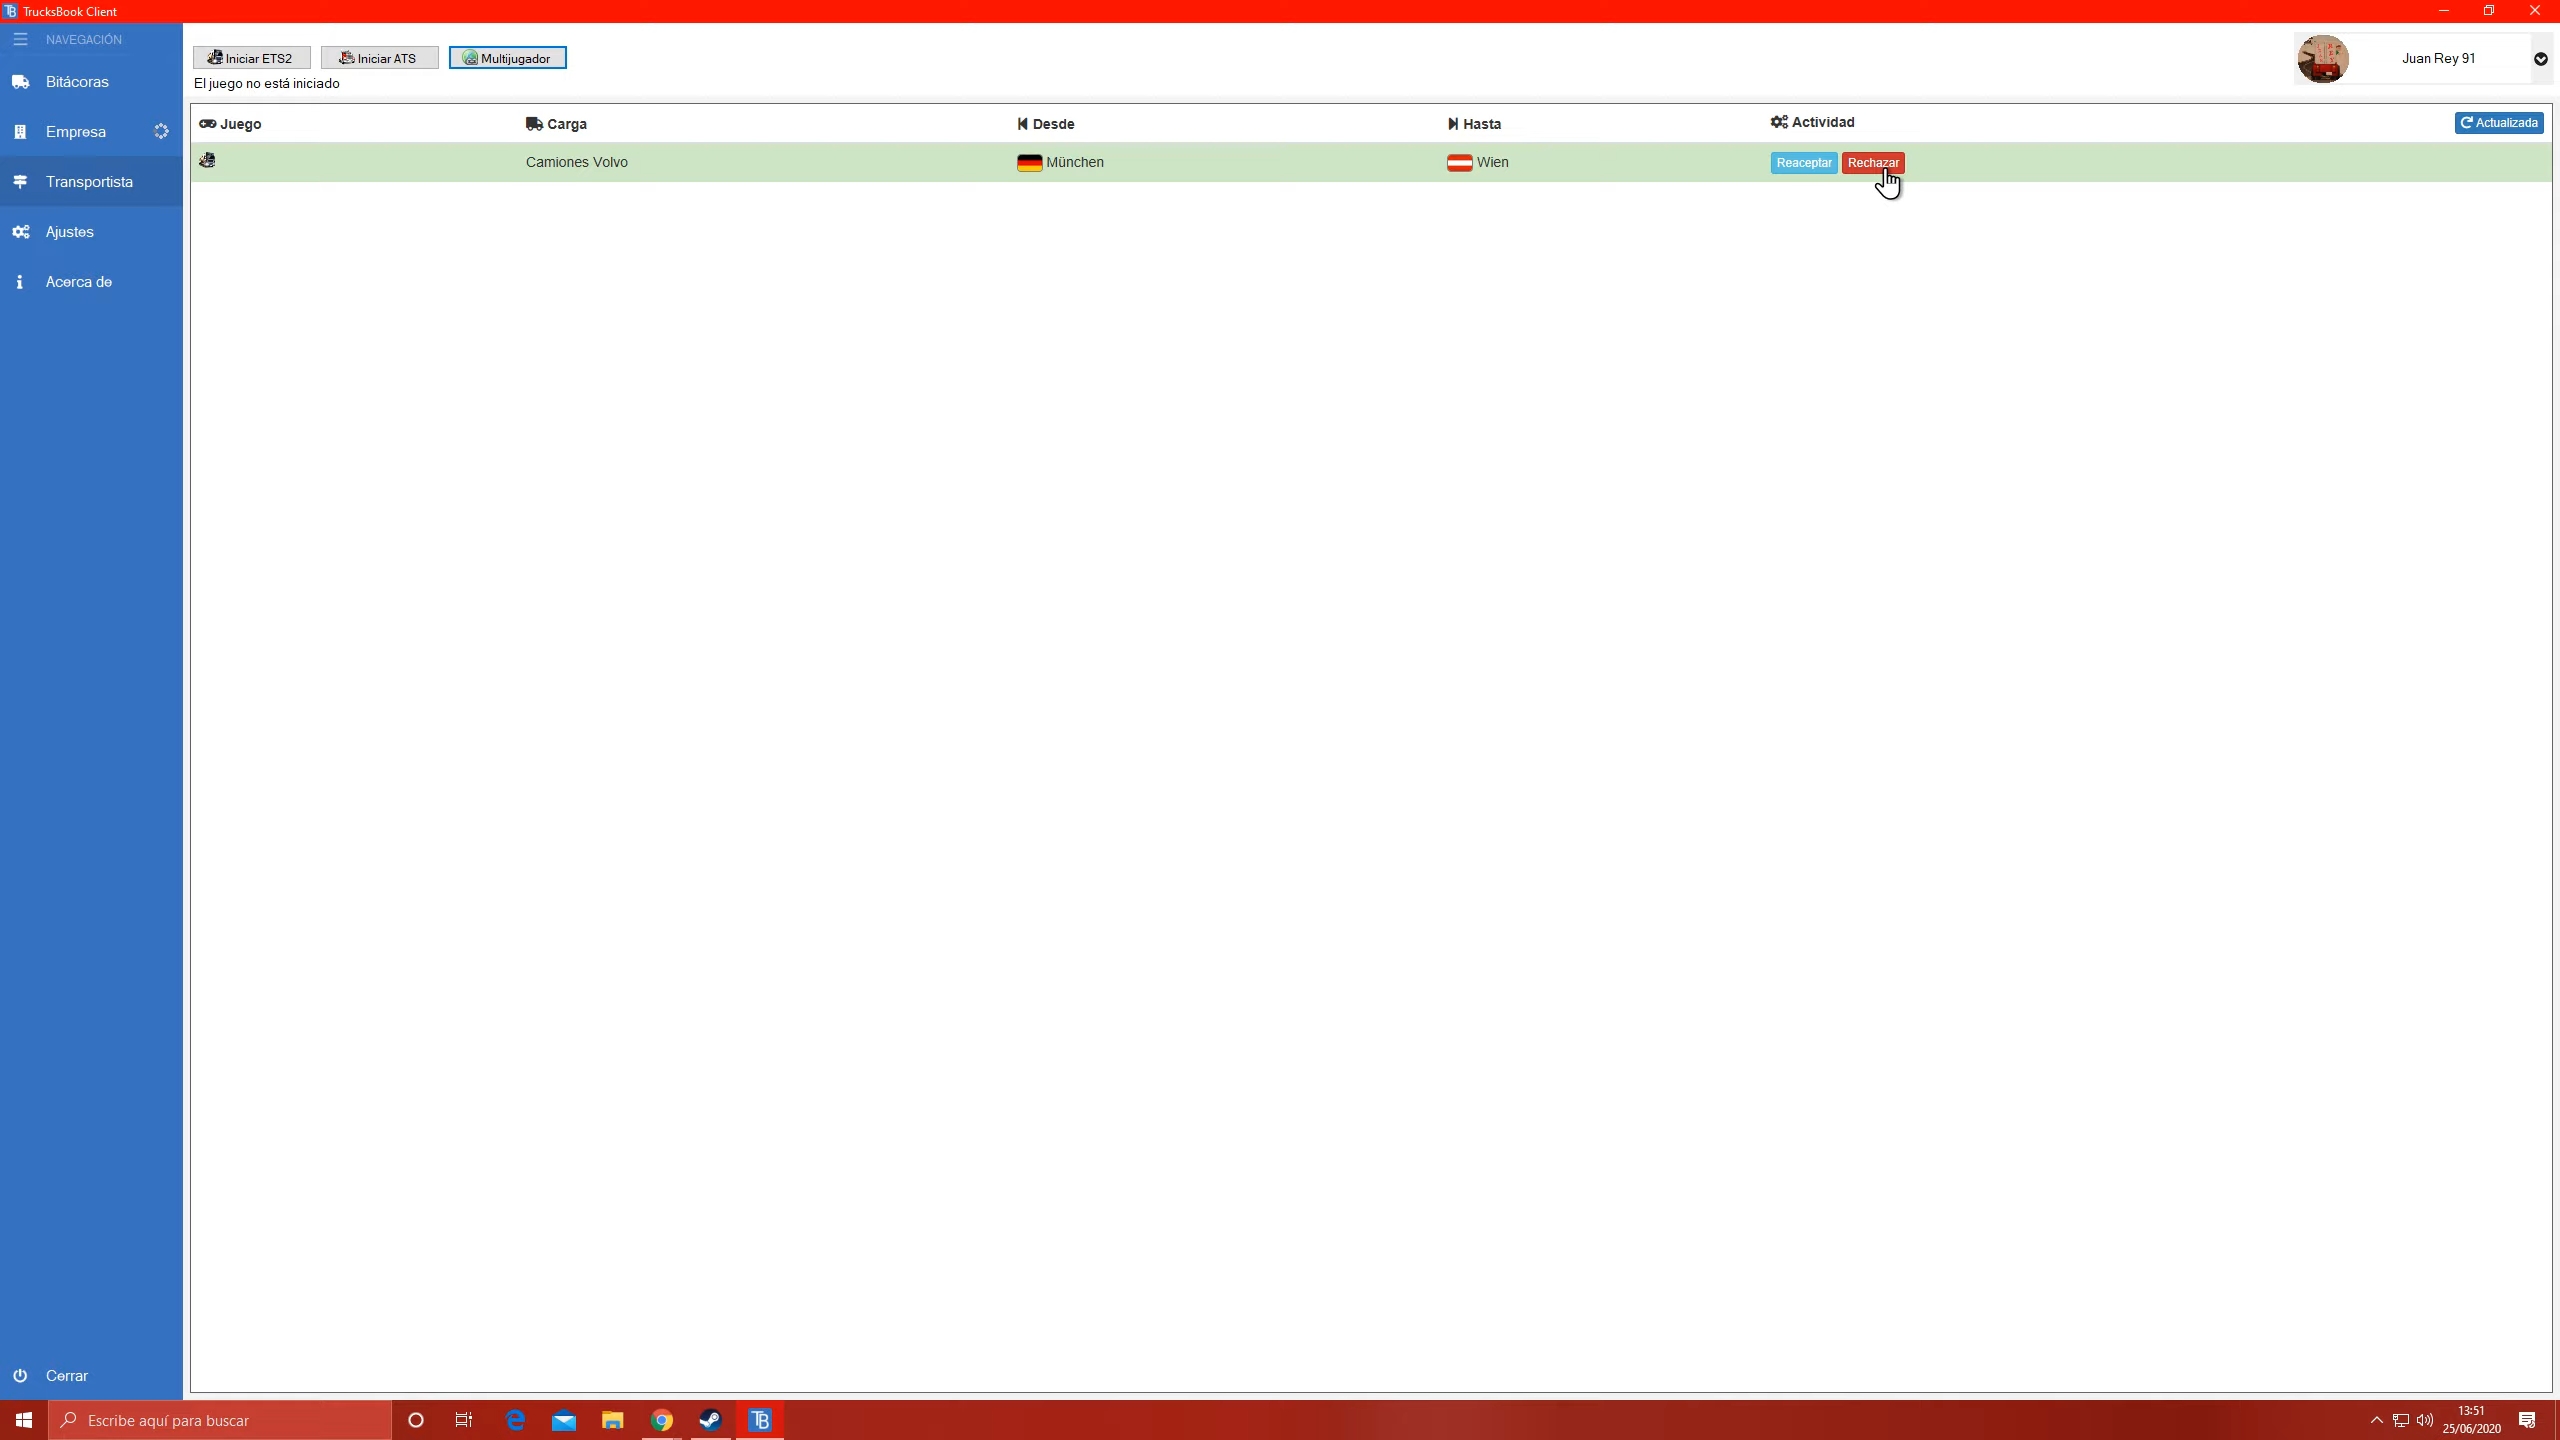 TB TrucksBook Client
NAVEGACIÓN
Bitácoras
Empresa
Transportista
Ajustes
Acerca de
Cerrar
Iniciar ETS2 Iniciar ATS Multijugador
El juego no está iniciado
Juan Rey 91
Juego Carga Desde Hasta Actividad Actualizada
Camiones Volvo München Wien Reaceptar Rechazar
Escribe aquí para buscar
TB
13:51
25/06/2020